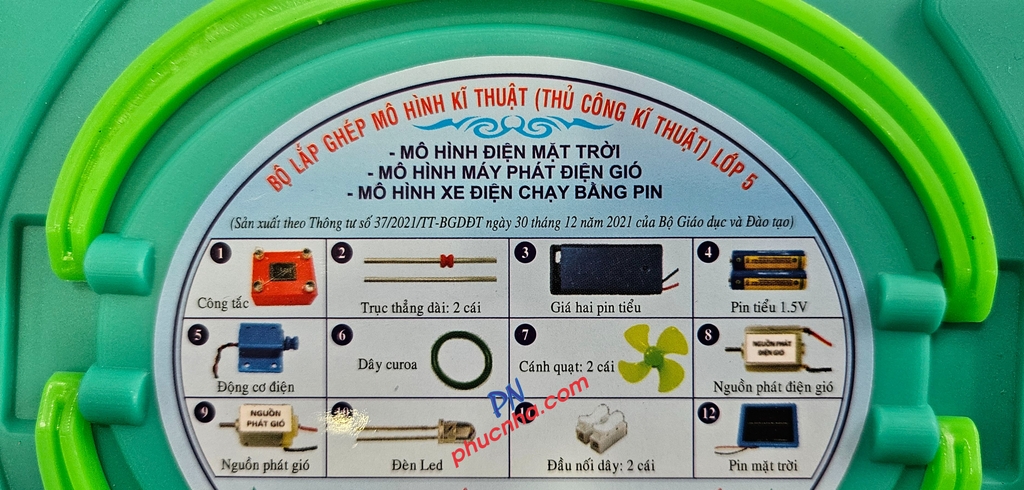 BỘ LẮP GHÉP MÔ HÌNH KĨ THUẬT (THỦ CÔNG KĨ THUẬT) LỚP 5
- MÔ HÌNH ĐIỆN MẶT TRỜI
- MÔ HÌNH MÁY PHÁT ĐIỆN GIÓ
- MÔ HÌNH XE ĐIỆN CHẠY BẰNG PIN
(Sản xuất theo Thông tư số 37/2021/TT-BGDĐT ngày 30 tháng 12 năm 2021 của Bộ Giáo dục và Đào tạo)
1
Công tắc
2
Trục thẳng dài: 2 cái
3
Giá hai pin tiểu
4
Pin tiểu 1.5V
5
Động cơ điện
6
Dây curoa
7
Cánh quạt: 2 cái
8
NGUỒN PHÁT
ĐIỆN GIÓ
Nguồn phát điện gió
9
NGUỒN
PHÁT GIÓ
Nguồn phát gió
Đèn Led
PN
phucnha.com
Đầu nối dây: 2 cái
12
Pin mặt trời